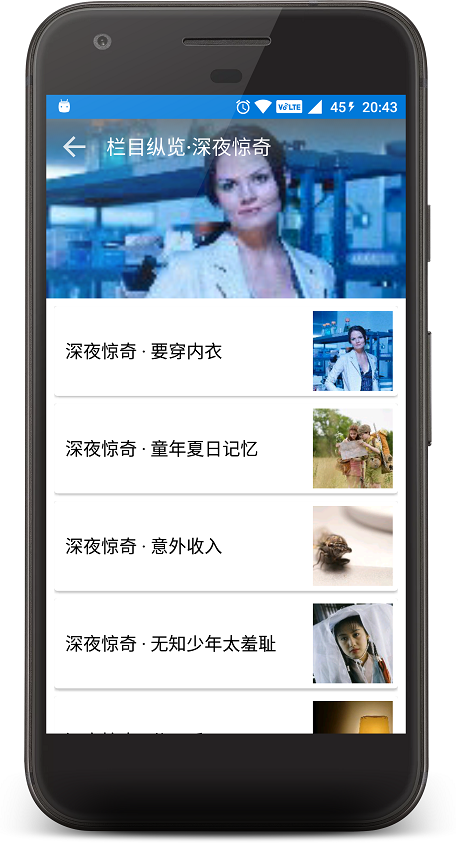 VoLTE 45 20:43
栏目纵览·深夜惊奇
深夜惊奇 · 要穿内衣
深夜惊奇 · 童年夏日记忆
深夜惊奇 · 意外收入
深夜惊奇 · 无知少年太羞耻